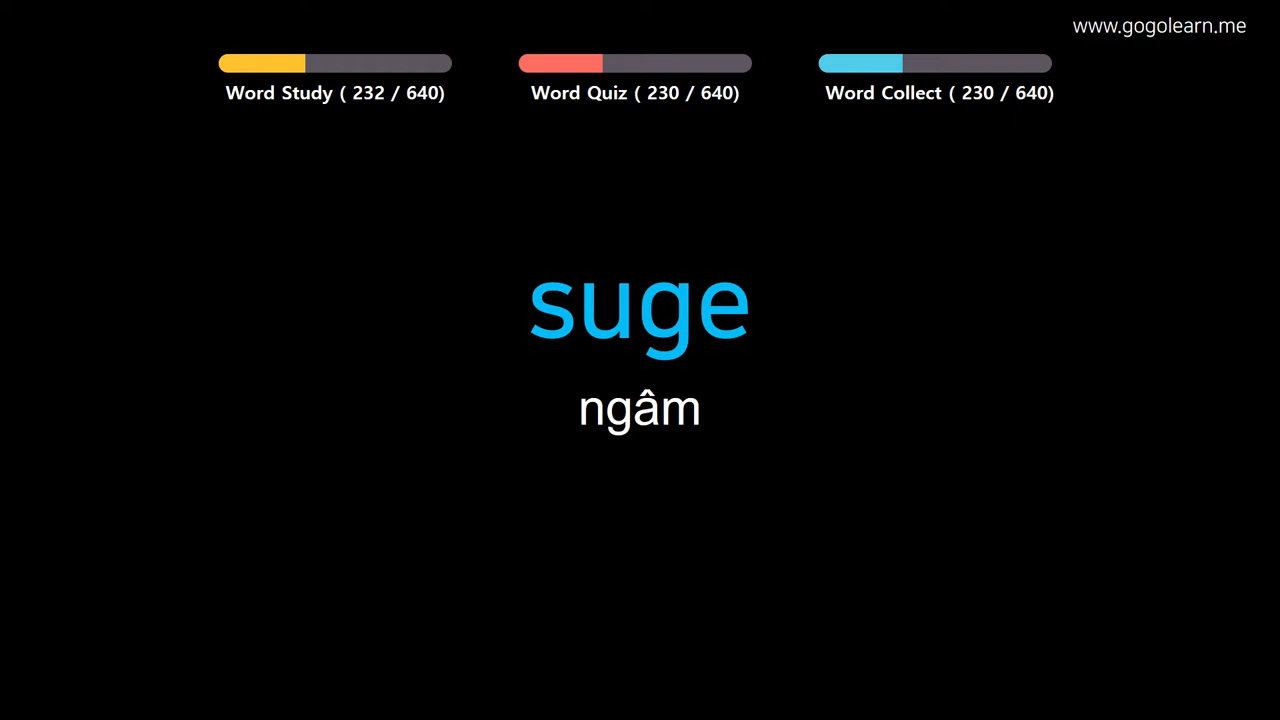 www.gogolearn.me
Word Study ( 232 / 640)
Word Quiz ( 230 / 640)
Word Collect ( 230 / 640)
suge
ngâm